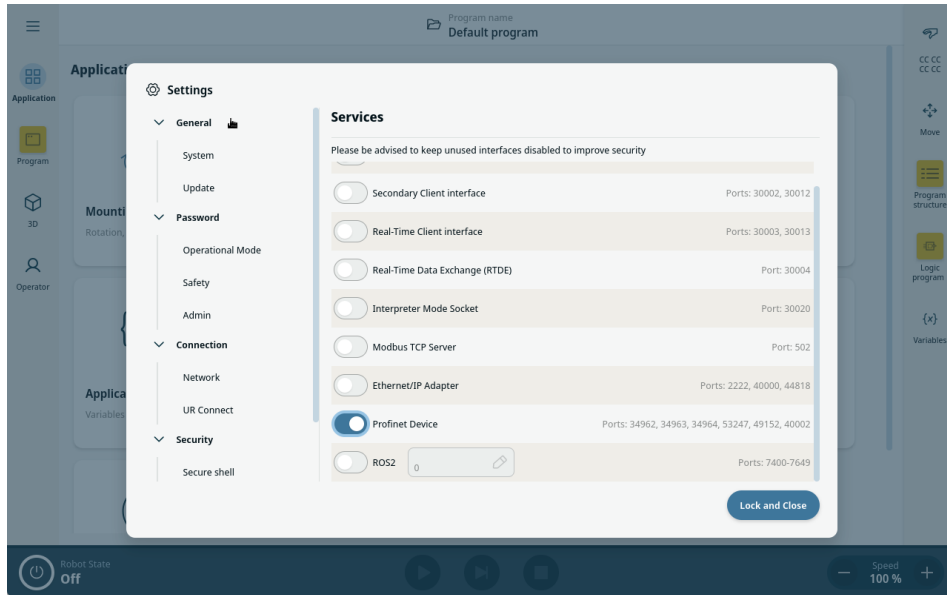 Program name
Default program
Applicati
Application
Program
3D
Operator
Mounti
Rotation,
Applica
Variables
Settings
General
System
Update
Password
Operational Mode
Safety
Admin
Connection
Network
UR Connect
Security
Secure shell
Services
Please be advised to keep unused interfaces disabled to improve security
Secondary Client interface Ports: 30002, 30012
Real-Time Client interface Ports: 30003, 30013
Real-Time Data Exchange (RTDE) Port: 30004
Interpreter Mode Socket Port: 30020
Modbus TCP Server Port: 502
Ethernet/IP Adapter Ports: 2222, 40000, 44818
Profinet Device Ports: 34962, 34963, 34964, 53247, 49152, 40002
ROS2 0 Ports: 7400-7649
Lock and Close
CC CC
CC CC
Move
Program
structure
Logic
program
{x}
Variables
Robot State
Off
Speed
100 %